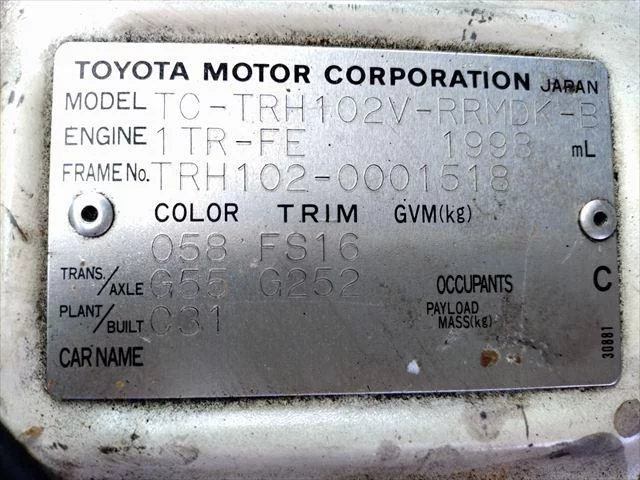 TOYOTA MOTOR CORPORATION JAPAN
MODEL TC-TRH102V-RRMDK-B
ENGINE 1TR-FE 1998 mL
FRAME No. TRH102-0001518
COLOR TRIM GVM(kg)
058 FS16
TRANS./AXLE G55 G252 OCCUPANTS C
PLANT/BUILT C31 PAYLOAD MASS(kg)
CAR NAME
30881